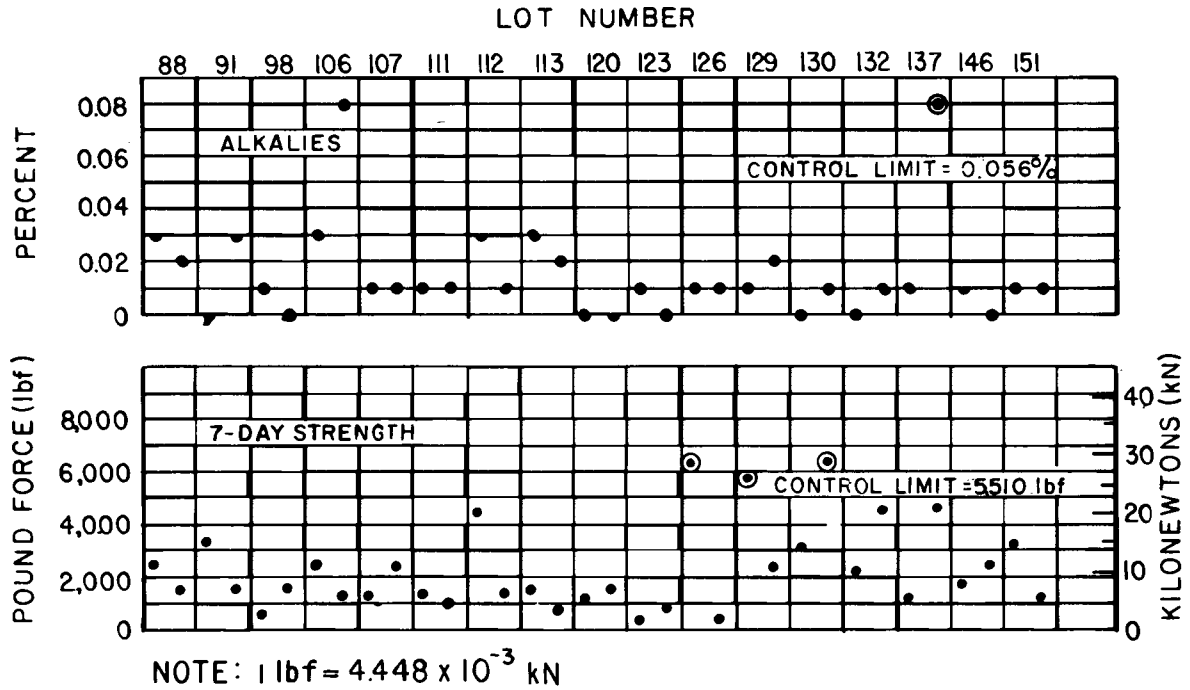 LOT NUMBER
88 91 98 106 107 111 112 113 120 123 126 129 130 132 137 146 151
PERCENT
0.08
0.06
0.04
0.02
0
ALKALIES
CONTROL LIMIT = 0.056%
POUND FORCE (lbf)
8,000
6,000
4,000
2,000
0
7-DAY STRENGTH
CONTROL LIMIT = 5510 lbf
40
30
20
10
0
KILONEWTONS (kN)
NOTE: 1 lbf = 4.448 x 10⁻³ kN